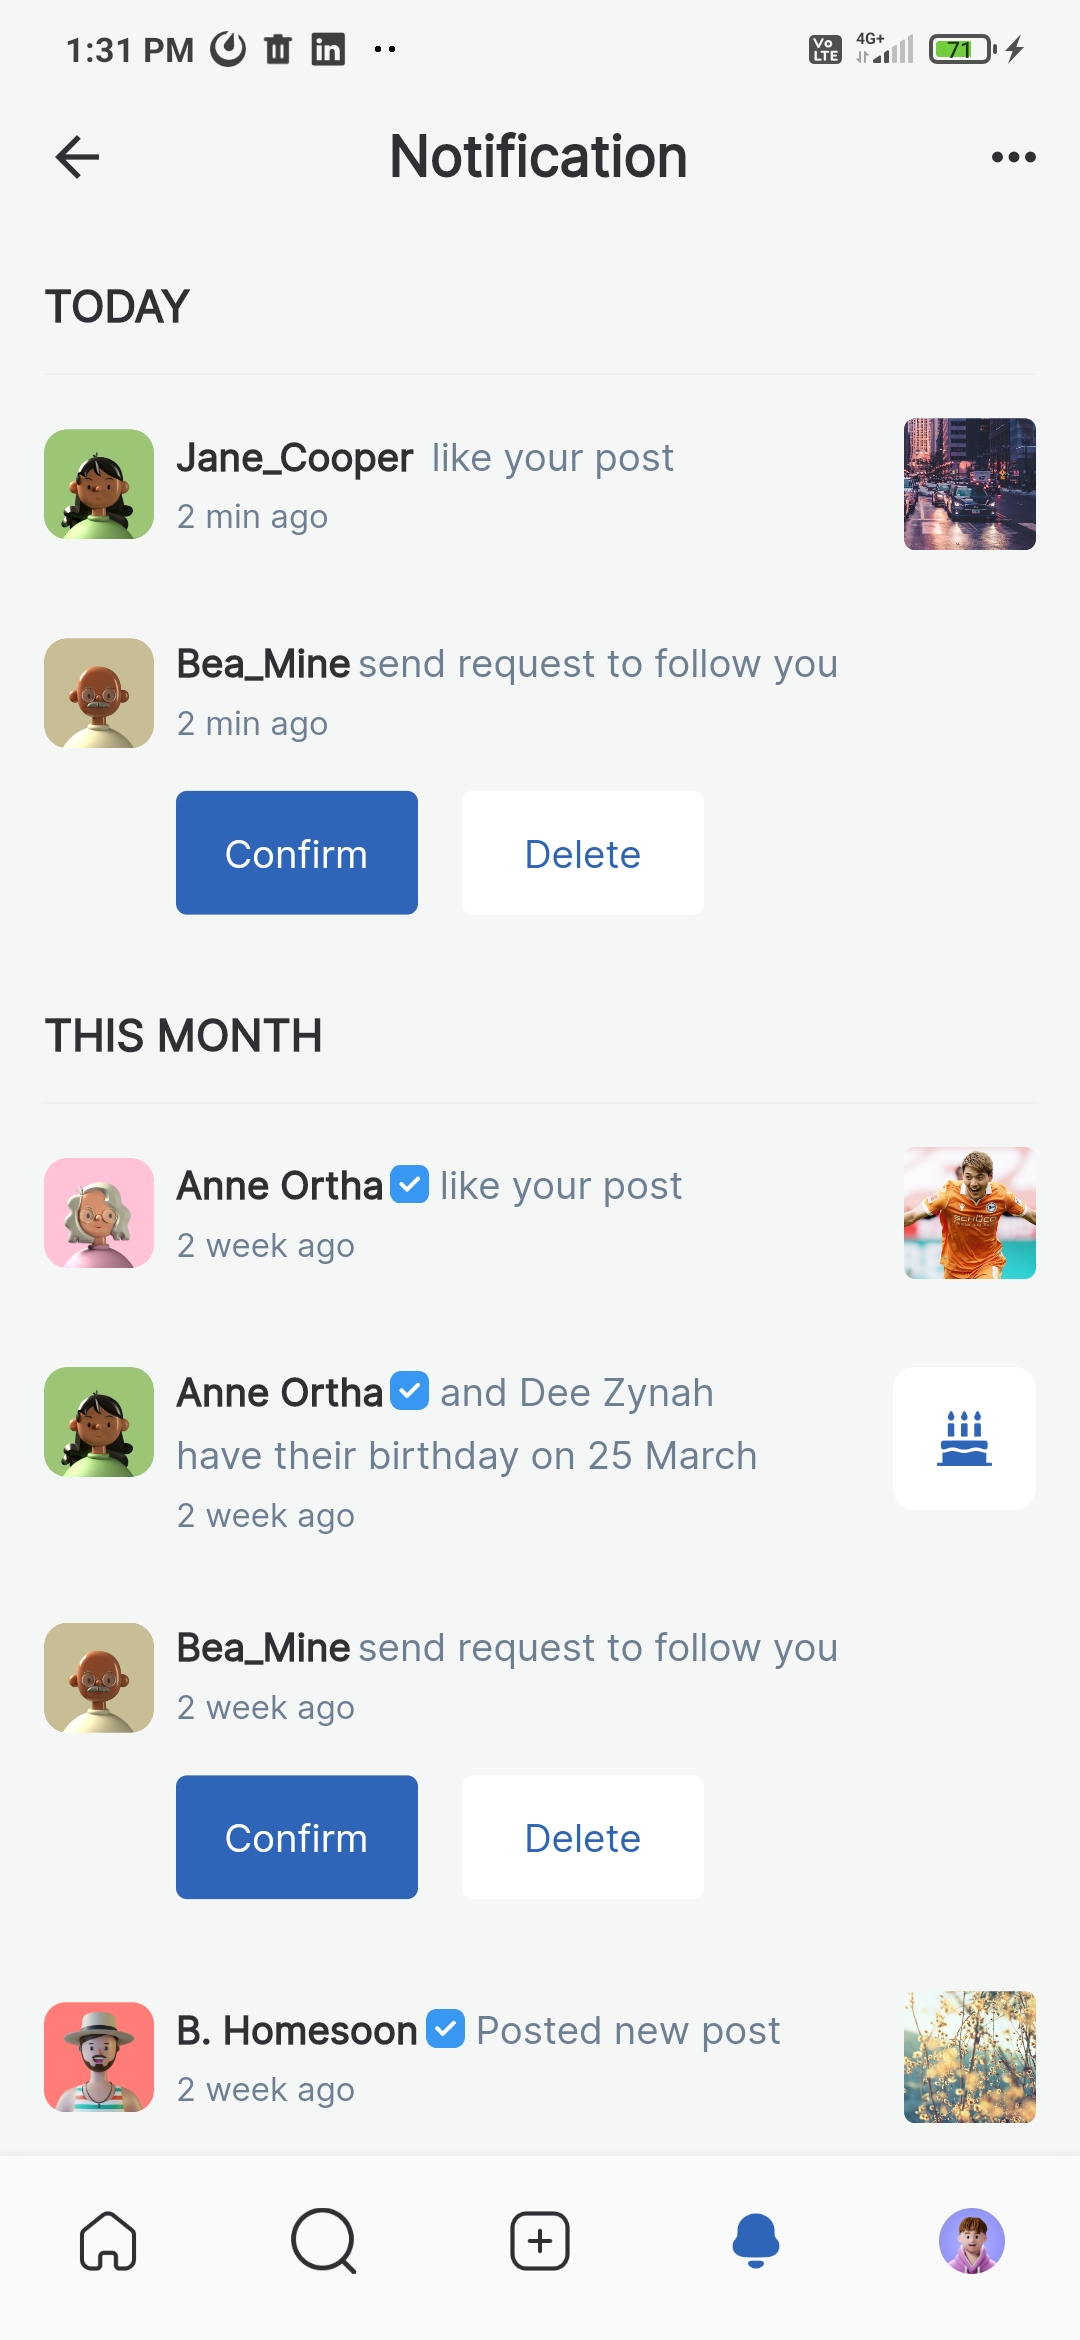 1:31 PM
Vo LTE 4G+ 71
Notification
TODAY
Jane_Cooper like your post
2 min ago
Bea_Mine send request to follow you
2 min ago
Confirm Delete
THIS MONTH
Anne Ortha like your post
2 week ago
Anne Ortha and Dee Zynah
have their birthday on 25 March
2 week ago
Bea_Mine send request to follow you
2 week ago
Confirm Delete
B. Homesoon Posted new post
2 week ago